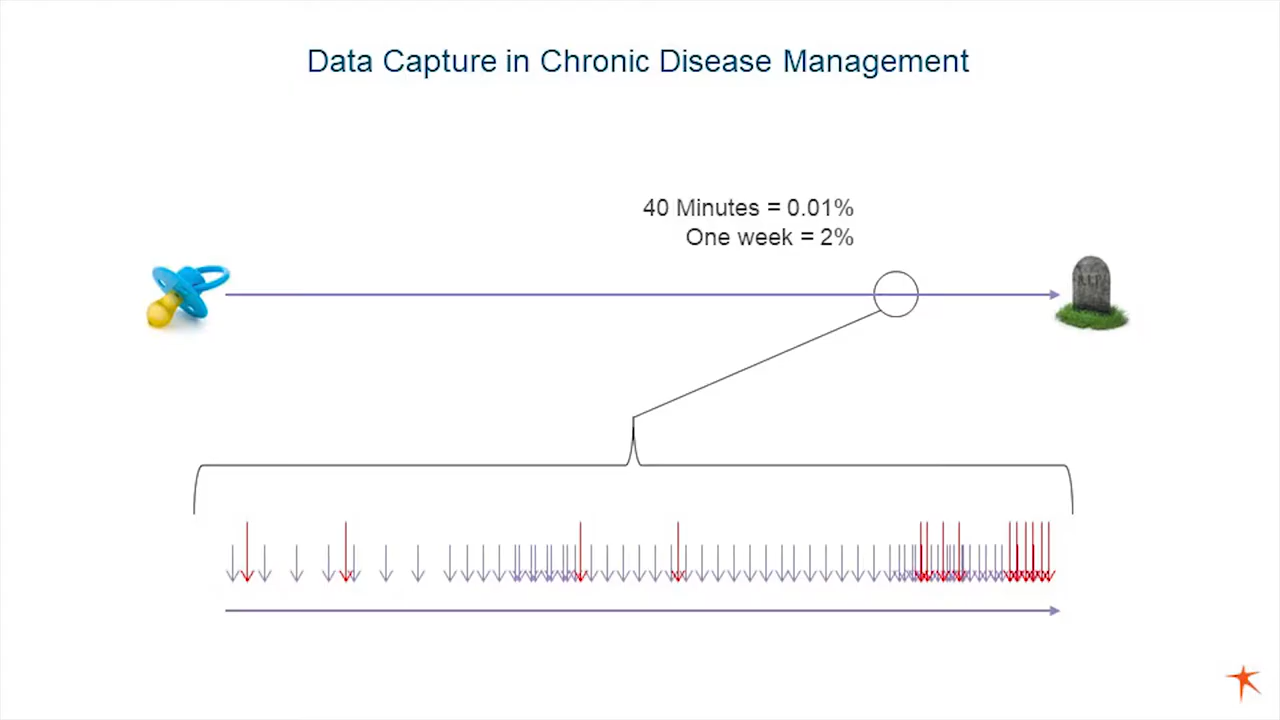 Data Capture in Chronic Disease Management
40 Minutes = 0.01%
One week = 2%
R.I.P